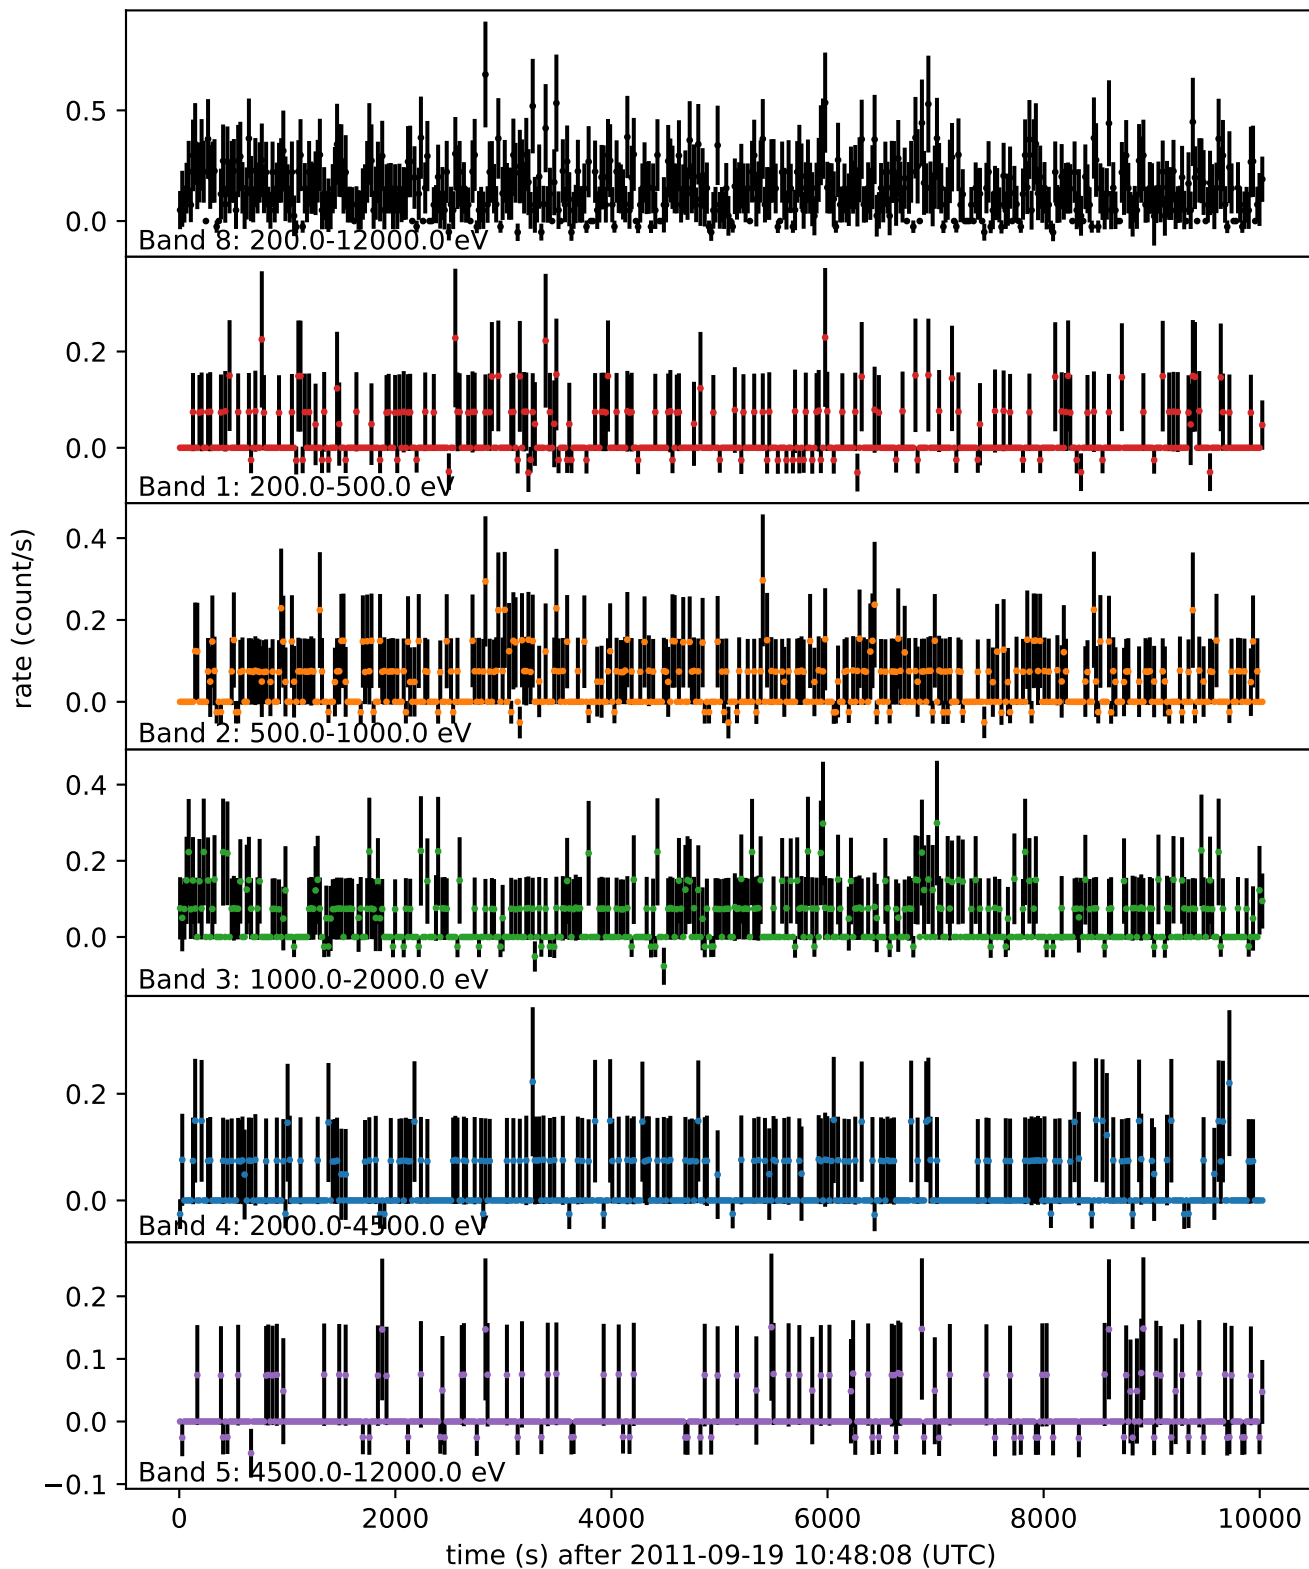 0.5
0.0
Band 8: 200.0-12000.0 eV
0.2
0.0
Band 1: 200.0-500.0 eV
rate (count/s)
0.4
0.2
0.0
Band 2: 500.0-1000.0 eV
0.4
0.2
0.0
Band 3: 1000.0-2000.0 eV
0.2
0.0
Band 4: 2000.0-4500.0 eV
0.2
0.1
0.0
−0.1
Band 5: 4500.0-12000.0 eV
0 2000 4000 6000 8000 10000
time (s) after 2011-09-19 10:48:08 (UTC)